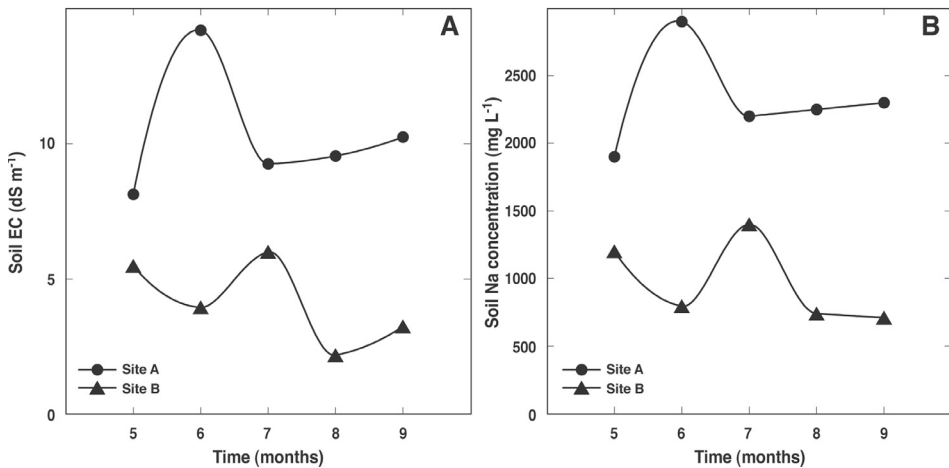 A
Soil EC (dS m⁻¹)
10
5
0
Site A
Site B
5 6 7 8 9
Time (months)
B
Soil Na concentration (mg L⁻¹)
2500
2000
1500
1000
500
0
Site A
Site B
5 6 7 8 9
Time (months)